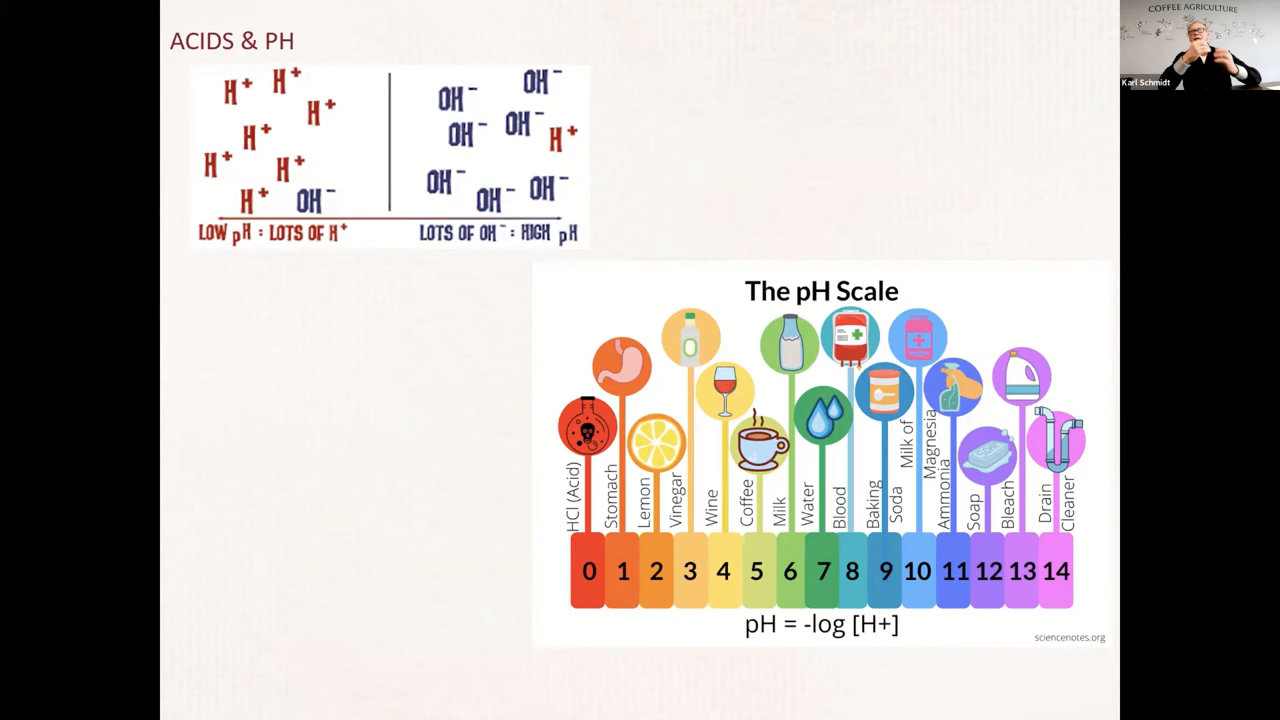 ACIDS & PH
H+ H+ H+ H+ H+ H+ H+ OH−
OH− OH− OH− OH− H+ OH− OH− OH−
LOW pH : LOTS OF H+
LOTS OF OH− : HIGH pH
COFFEE AGRICULTURE
Karl Schmidt
The pH Scale
HCl (Acid)
Stomach
Lemon
Vinegar
Wine
Coffee
Milk
Water
Blood
Baking
Soda
Milk of
Magnesia
Ammonia
Soap
Bleach
Drain
Cleaner
0 1 2 3 4 5 6 7 8 9 10 11 12 13 14
pH = -log [H+]
sciencenotes.org